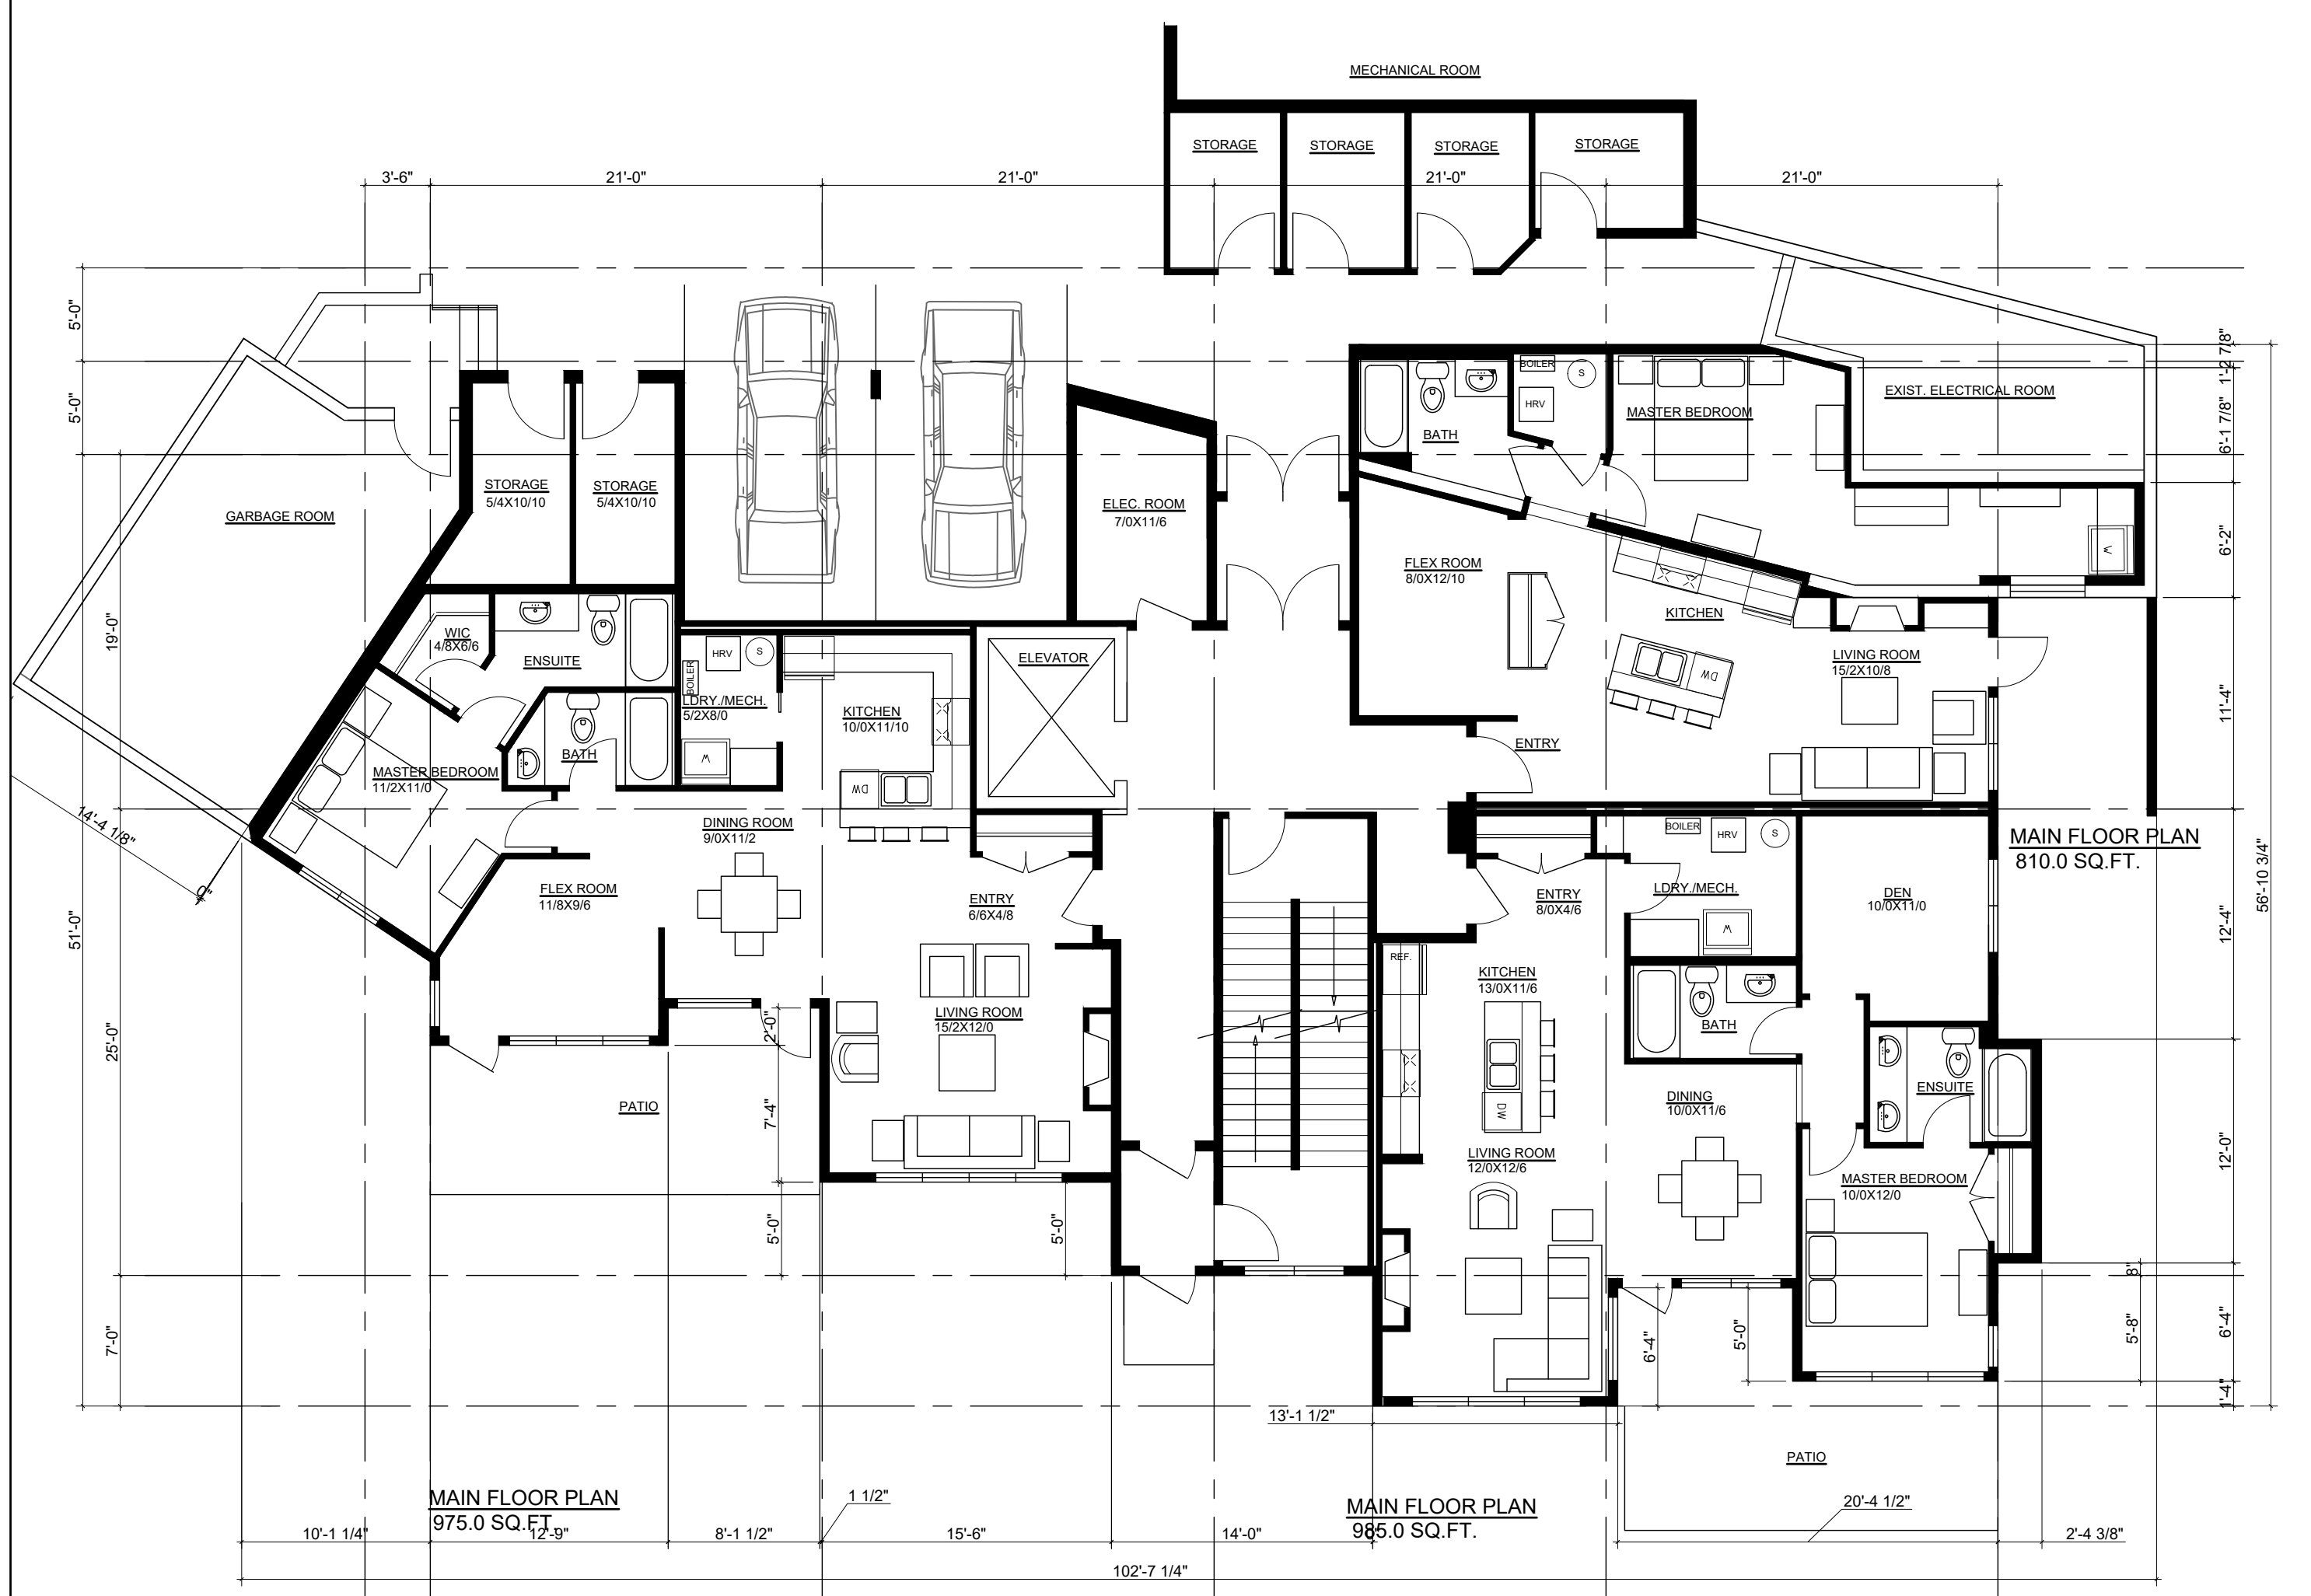 MECHANICAL ROOM
STORAGE
STORAGE
STORAGE
STORAGE
3'-6"
21'-0"
21'-0"
21'-0"
21'-0"
5'-0"
5'-0"
19'-0"
51'-0"
25'-0"
7'-0"
14'-4 1/8"
GARBAGE ROOM
STORAGE
5/4X10/10
STORAGE
5/4X10/10
ELEC. ROOM
7/0X11/6
WIC
4/8X6/6
ENSUITE
BATH
MASTER BEDROOM
11/2X11/0
HRV
S
BOILER
LDRY./MECH.
5/2X8/0
W
KITCHEN
10/0X11/10
DW
ELEVATOR
DINING ROOM
9/0X11/2
FLEX ROOM
11/8X9/6
ENTRY
6/6X4/8
LIVING ROOM
15/2X12/0
PATIO
2'-0"
7'-4"
5'-0"
5'-0"
BOILER
S
HRV
BATH
MASTER BEDROOM
EXIST. ELECTRICAL ROOM
FLEX ROOM
8/0X12/10
KITCHEN
DW
W
LIVING ROOM
15/2X10/8
ENTRY
1'-2 7/8"
6'-1 7/8"
6'-2"
11'-4"
12'-4"
12'-0"
8"
6'-4"
5'-8"
1'-4"
56'-10 3/4"
MAIN FLOOR PLAN
810.0 SQ.FT.
BOILER
HRV
S
LDRY./MECH.
W
DEN
10/0X11/0
ENTRY
8/0X4/6
REF.
KITCHEN
13/0X11/6
DW
BATH
DINING
10/0X11/6
ENSUITE
LIVING ROOM
12/0X12/6
MASTER BEDROOM
10/0X12/0
6'-4"
5'-0"
13'-1 1/2"
PATIO
MAIN FLOOR PLAN
975.0 SQ.FT.
MAIN FLOOR PLAN
985.0 SQ.FT.
1 1/2"
20'-4 1/2"
10'-1 1/4"
12'-9"
8'-1 1/2"
15'-6"
14'-0"
2'-4 3/8"
102'-7 1/4"